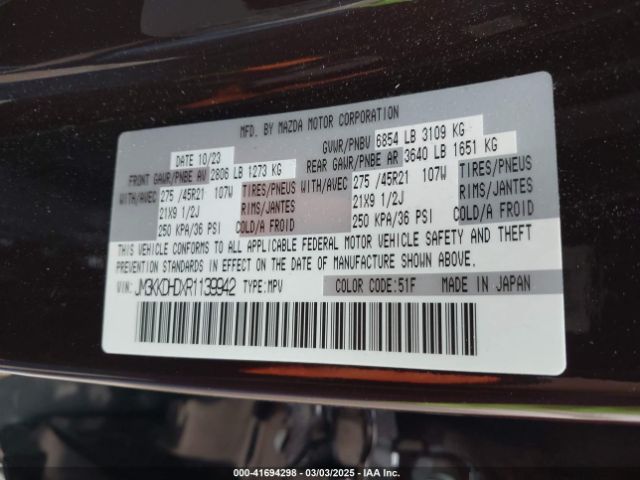 MFD. BY MAZDA MOTOR CORPORATION
DATE 10/23 GVWR/PNBV 6854 LB 3109 KG
FRONT GAWR/PNBE AV 2806 LB 1273 KG REAR GAWR/PNBE AR 3640 LB 1651 KG
WITH/AVEC 275 /45R21 107W TIRES/PNEUS WITH/AVEC 275 /45R21 107W TIRES/PNEUS
21X9 1/2J RIMS/JANTES 21X9 1/2J RIMS/JANTES
250 KPA/36 PSI COLD/A FROID 250 KPA/36 PSI COLD/A FROID
THIS VEHICLE CONFORMS TO ALL APPLICABLE FEDERAL MOTOR VEHICLE SAFETY AND THEFT
PREVENTION STANDARDS IN EFFECT ON THE DATE OF MANUFACTURE SHOWN ABOVE.
JM3KKDHDXR1139942 TYPE:MPV COLOR CODE:51F MADE IN JAPAN
000-41694298 - 03/03/2025 - IAA Inc.